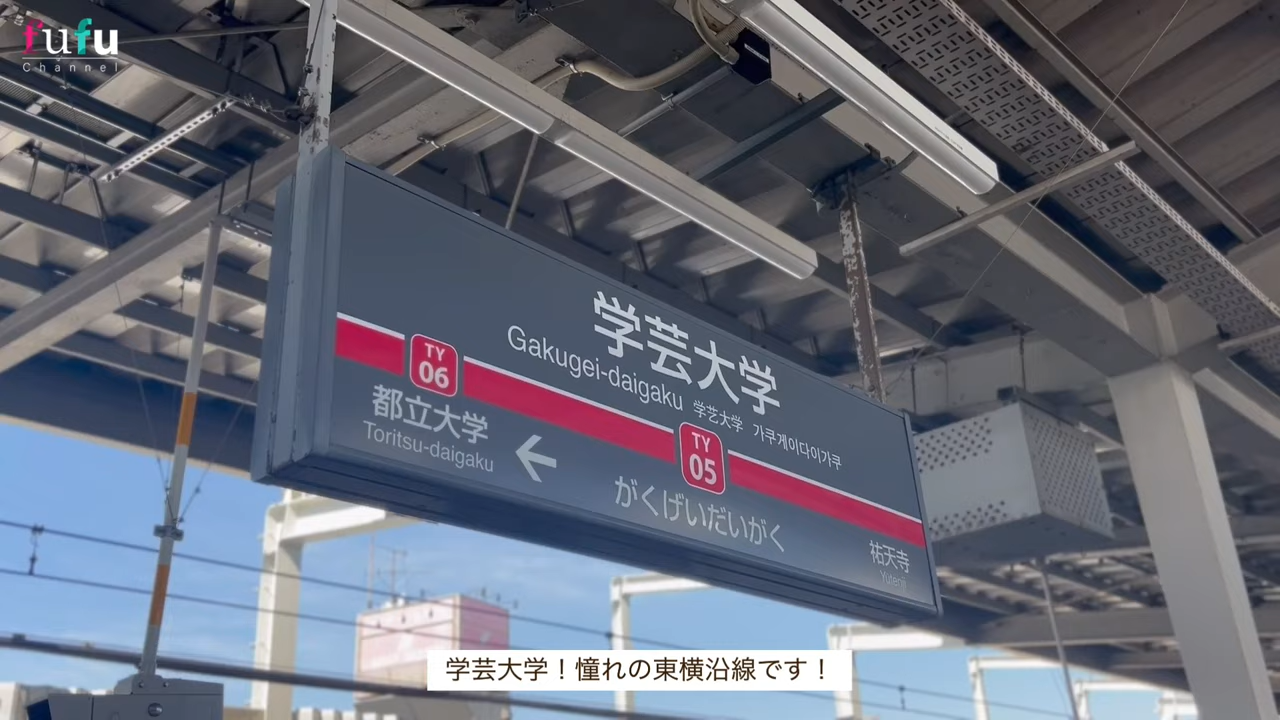 fufu
Channel
学芸大学
Gakugei-daigaku 学艺大学 가쿠게이다이가쿠
TY
06
都立大学
Toritsu-daigaku
←
TY
05
がくげいだいがく
祐天寺
Yutenji
学芸大学！憧れの東横沿線です！